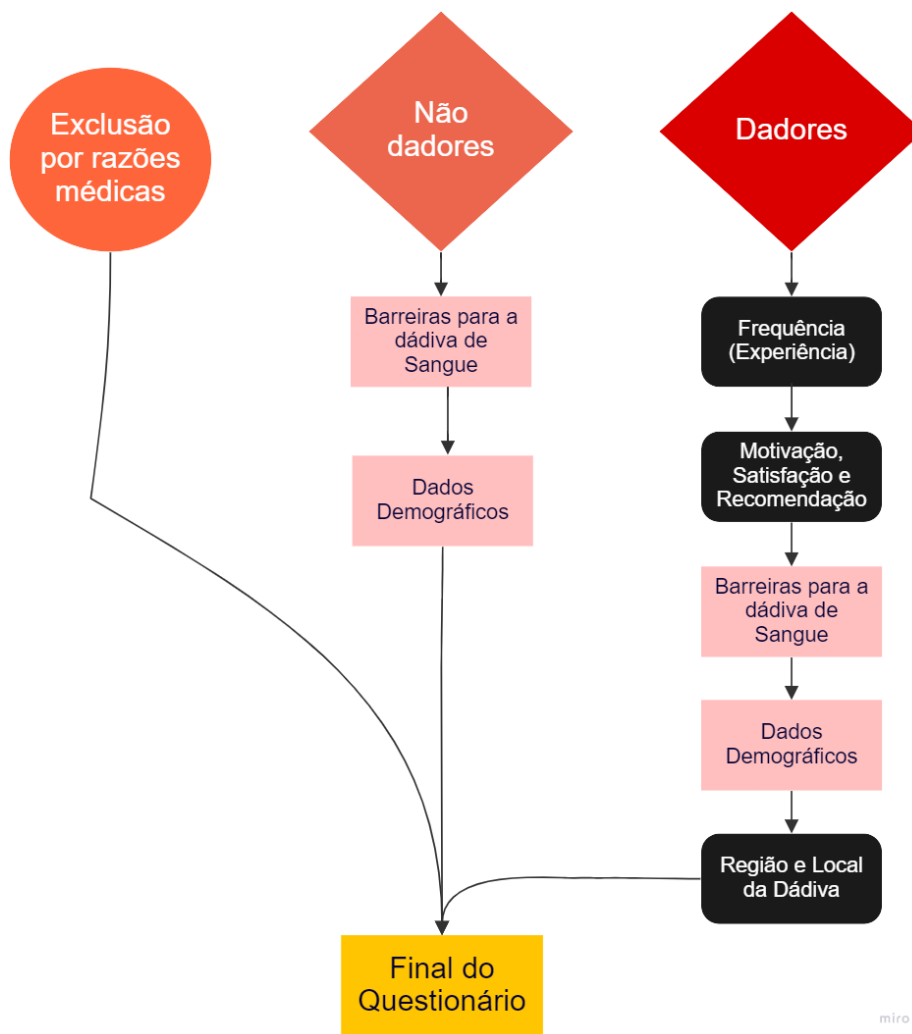 Exclusão
por razões
médicas
Não
dadores
Dadores
Barreiras para a
dádiva de
Sangue
Dados
Demográficos
Frequência
(Experiência)
Motivação,
Satisfação e
Recomendação
Barreiras para a
dádiva de
Sangue
Dados
Demográficos
Região e Local
da Dádiva
Final do
Questionário
miro